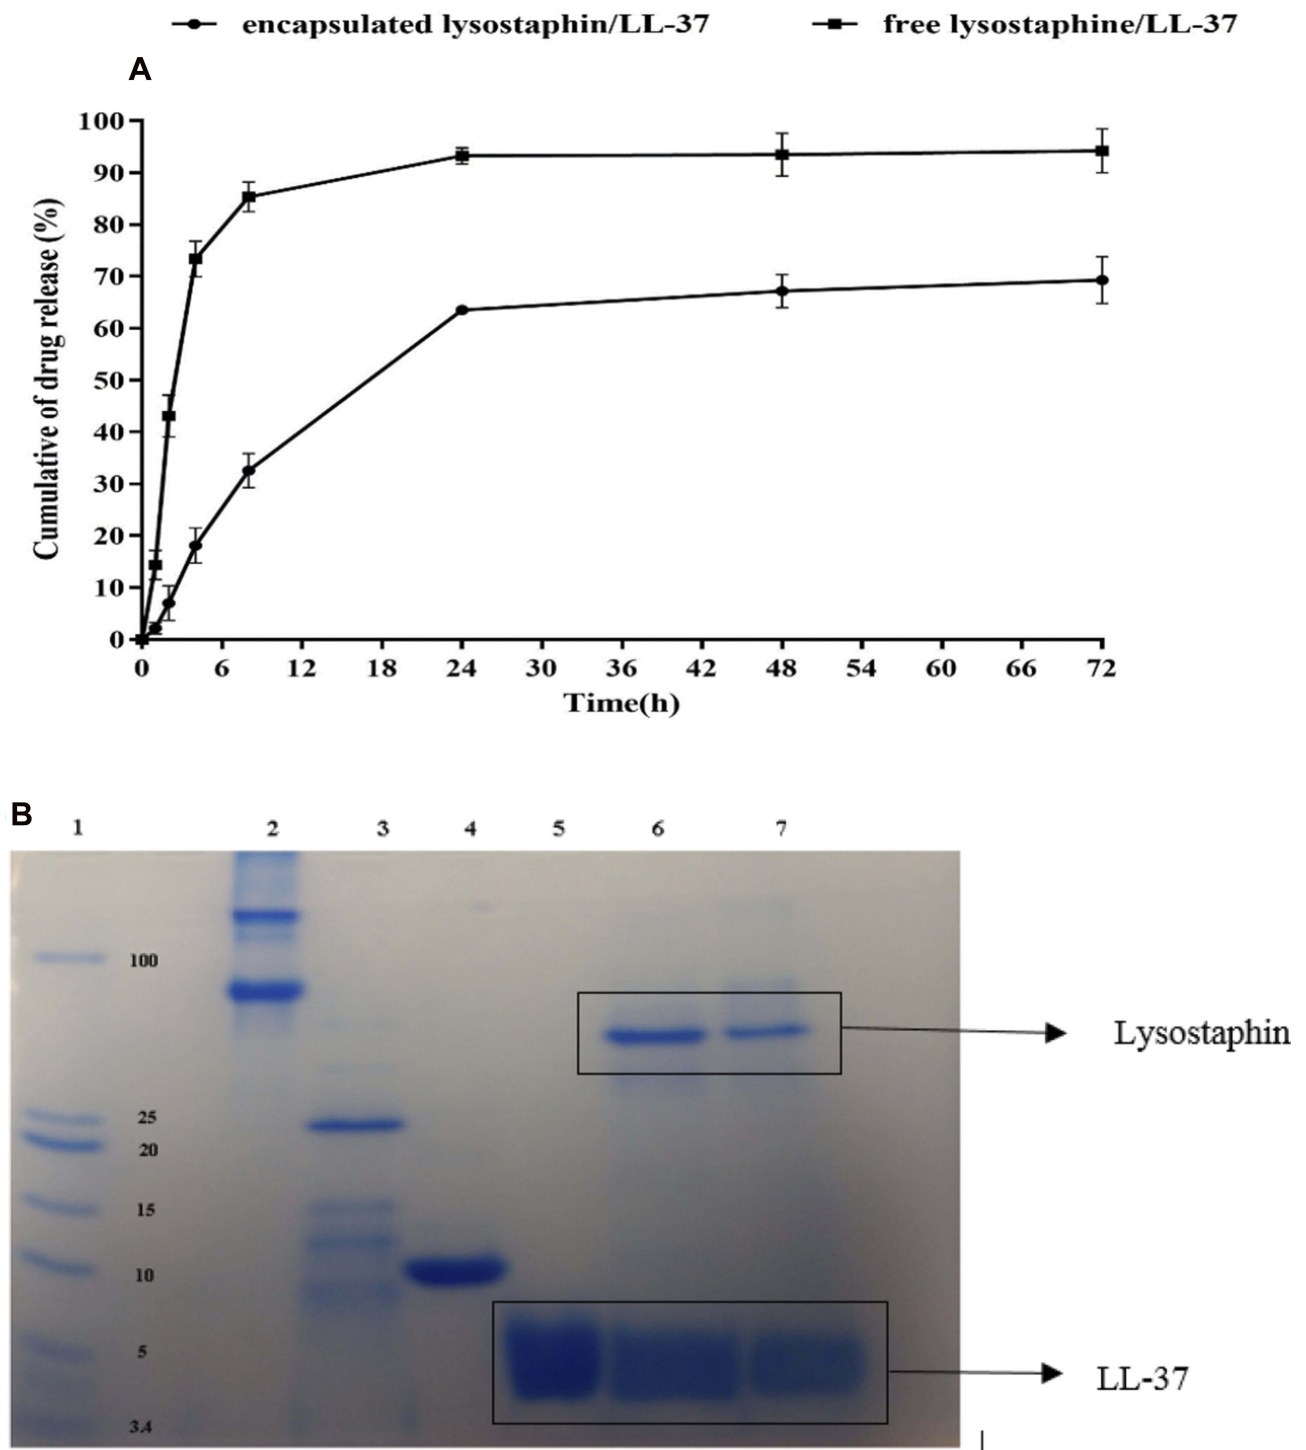 encapsulated lysostaphin/LL-37 free lysostaphine/LL-37
A
100
90
80
70
60
50
40
30
20
10
0
Cumulative of drug release (%)
0 6 12 18 24 30 36 42 48 54 60 66 72
Time(h)
B
1 2 3 4 5 6 7
100
Lysostaphin
25
20
15
10
5
LL-37
3.4